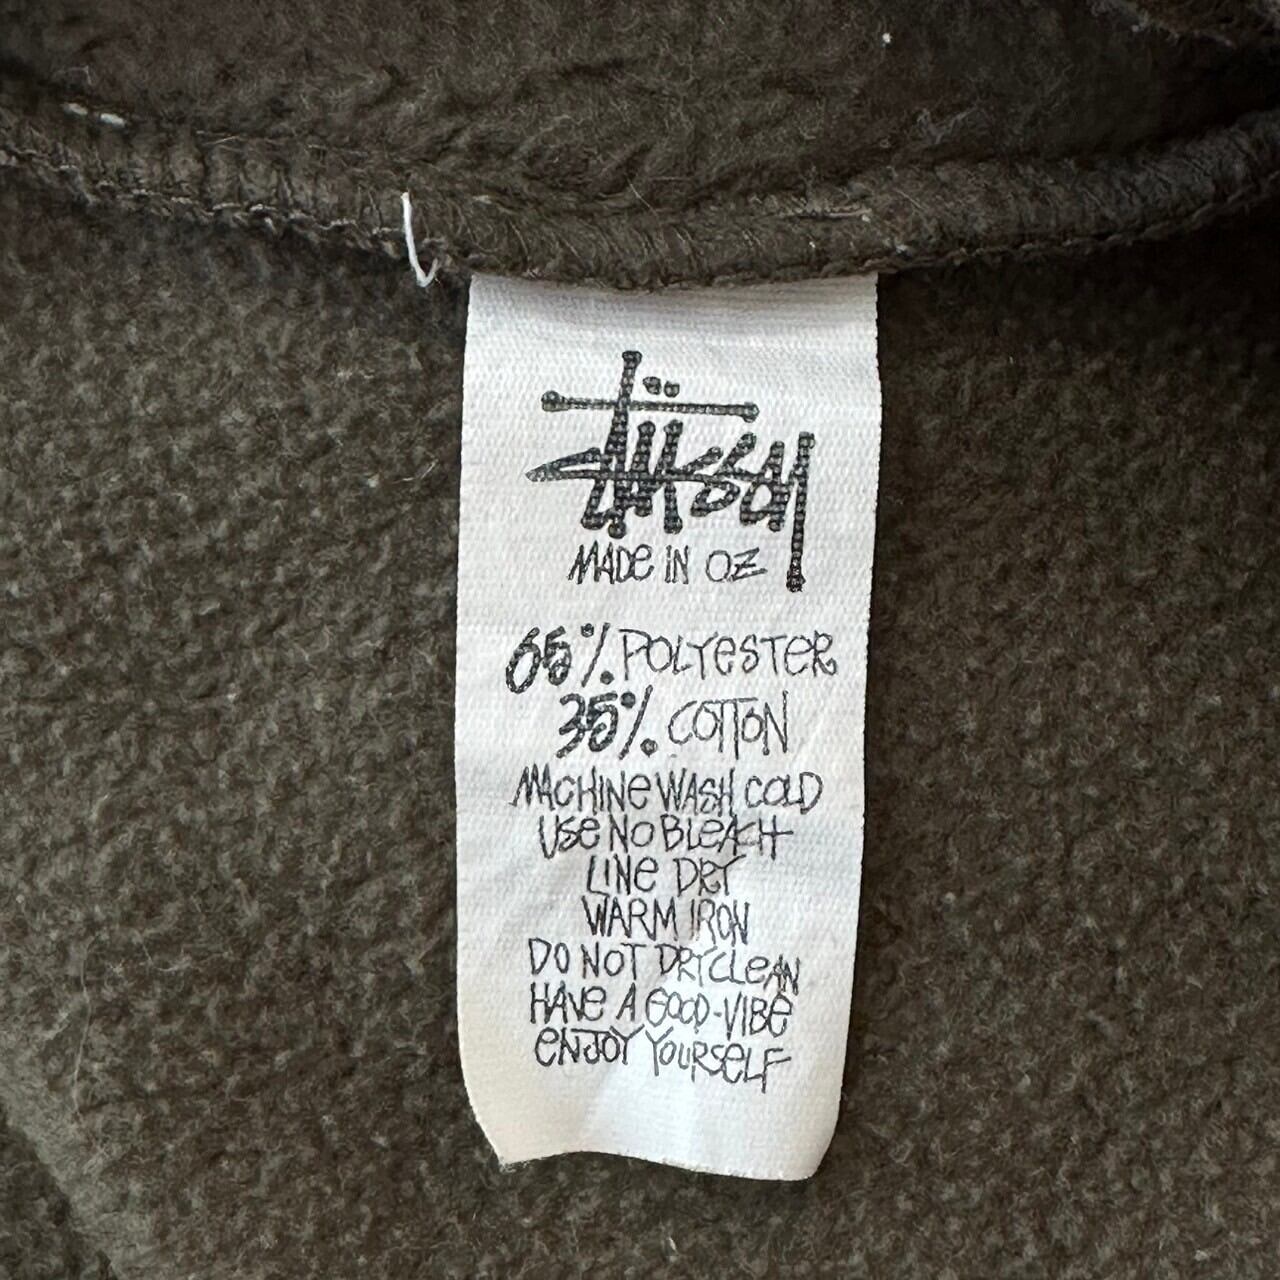 Stüssy
MADE IN OZ
65% POLYESTER
35% COTTON
MACHINE WASH COLD
USE NO BLEACH
LINE DRY
WARM IRON
DO NOT DRYCLEAN
HAVE A GOOD-VIBE
ENJOY YOURSELF